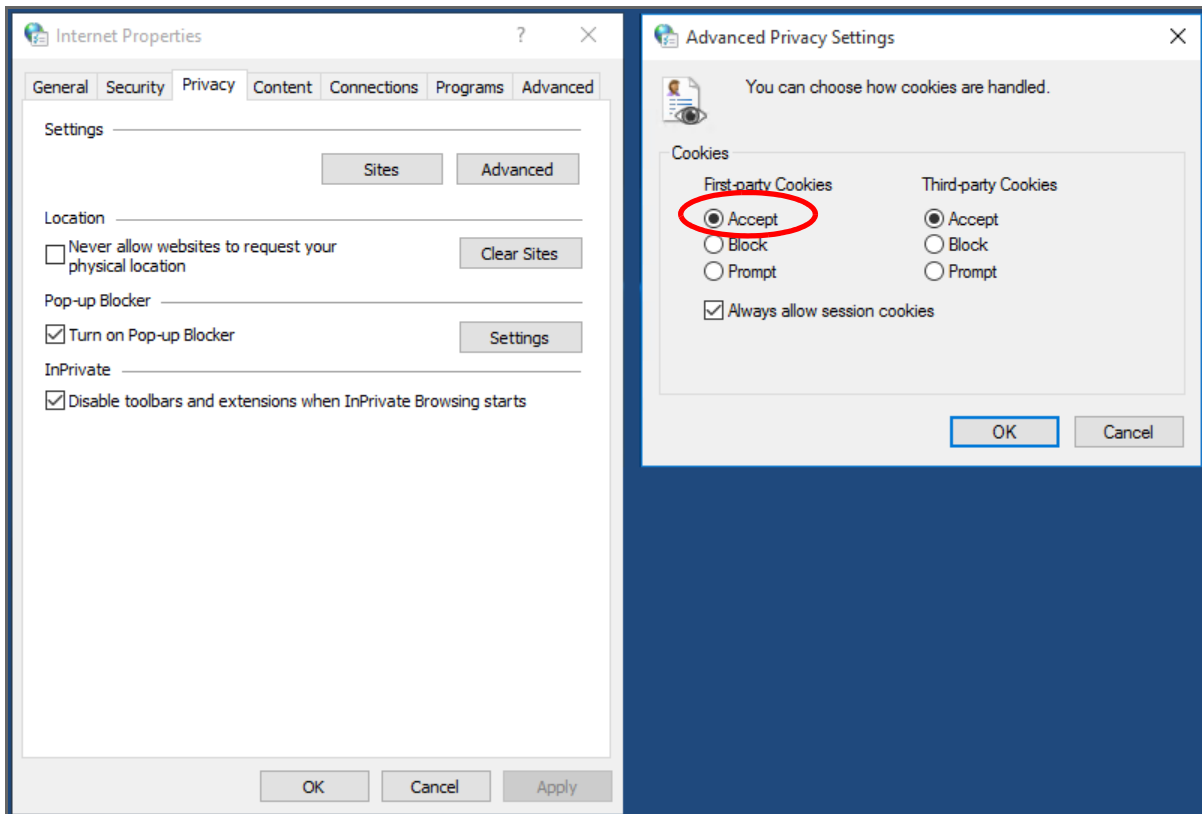 Internet Properties
?
General Security Privacy Content Connections Programs Advanced
Settings
Sites Advanced
Location
Never allow websites to request your
physical location
Clear Sites
Pop-up Blocker
Turn on Pop-up Blocker
Settings
InPrivate
Disable toolbars and extensions when InPrivate Browsing starts
OK Cancel Apply
Advanced Privacy Settings
You can choose how cookies are handled.
Cookies
First-party Cookies Third-party Cookies
Accept Accept
Block Block
Prompt Prompt
Always allow session cookies
OK Cancel